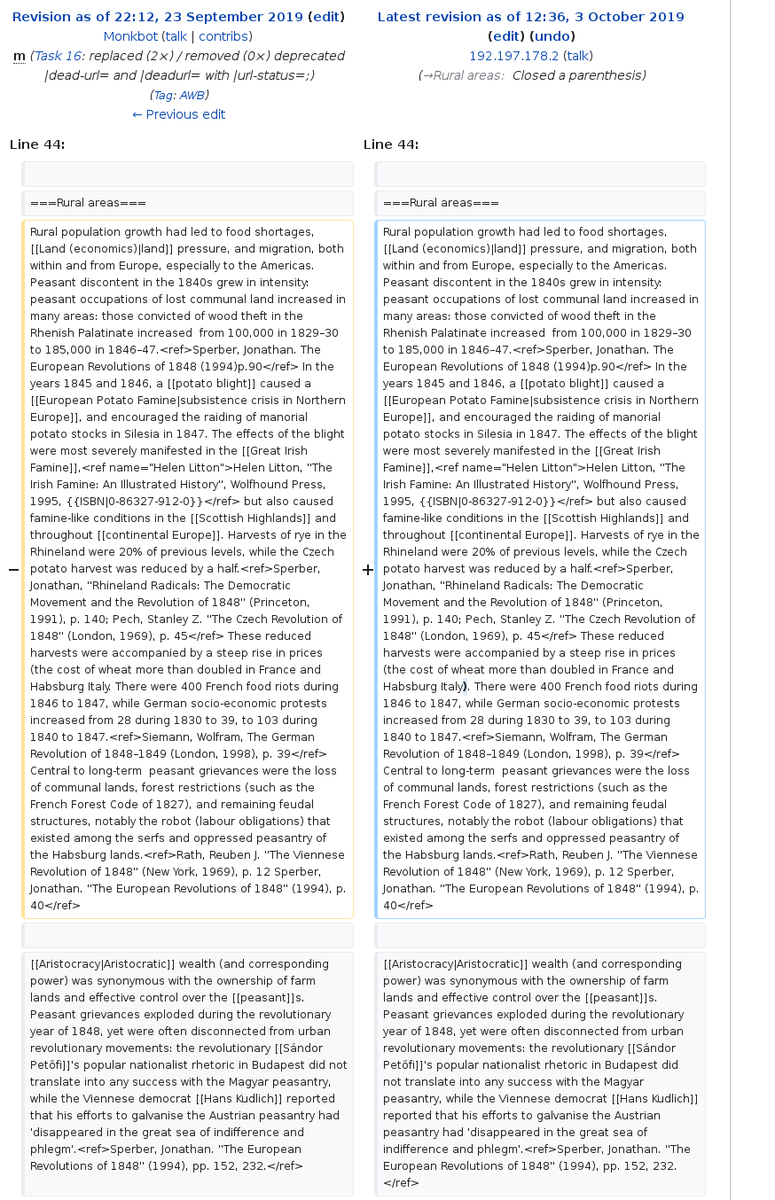 Revision as of 22:12, 23 September 2019 (edit)
Monkbot (talk | contribs)
m (Task 16: replaced (2×) / removed (0×) deprecated
|dead-url= and |deadurl= with |url-status=;)
(Tag: AWB)
← Previous edit
Line 44:
===Rural areas===
−
Rural population growth had led to food shortages,
[[Land (economics)|land]] pressure, and migration, both
within and from Europe, especially to the Americas.
Peasant discontent in the 1840s grew in intensity:
peasant occupations of lost communal land increased in
many areas: those convicted of wood theft in the
Rhenish Palatinate increased  from 100,000 in 1829–30
to 185,000 in 1846–47.<ref>Sperber, Jonathan. The
European Revolutions of 1848 (1994)p.90</ref> In the
years 1845 and 1846, a [[potato blight]] caused a
[[European Potato Famine|subsistence crisis in Northern
Europe]], and encouraged the raiding of manorial
potato stocks in Silesia in 1847. The effects of the blight
were most severely manifested in the [[Great Irish
Famine]],<ref name="Helen Litton">Helen Litton, "The
Irish Famine: An Illustrated History", Wolfhound Press,
1995, {{ISBN|0-86327-912-0}}</ref> but also caused
famine-like conditions in the [[Scottish Highlands]] and
throughout [[continental Europe]]. Harvests of rye in the
Rhineland were 20% of previous levels, while the Czech
potato harvest was reduced by a half.<ref>Sperber,
Jonathan, "Rhineland Radicals: The Democratic
Movement and the Revolution of 1848" (Princeton,
1991), p. 140; Pech, Stanley Z. "The Czech Revolution of
1848" (London, 1969), p. 45</ref> These reduced
harvests were accompanied by a steep rise in prices
(the cost of wheat more than doubled in France and
Habsburg Italy. There were 400 French food riots during
1846 to 1847, while German socio-economic protests
increased from 28 during 1830 to 39, to 103 during
1840 to 1847.<ref>Siemann, Wolfram, The German
Revolution of 1848–1849 (London, 1998), p. 39</ref>
Central to long-term  peasant grievances were the loss
of communal lands, forest restrictions (such as the
French Forest Code of 1827), and remaining feudal
structures, notably the robot (labour obligations) that
existed among the serfs and oppressed peasantry of
the Habsburg lands.<ref>Rath, Reuben J. "The Viennese
Revolution of 1848" (New York, 1969), p. 12 Sperber,
Jonathan. "The European Revolutions of 1848" (1994), p.
40</ref>
[[Aristocracy|Aristocratic]] wealth (and corresponding
power) was synonymous with the ownership of farm
lands and effective control over the [[peasant]]s.
Peasant grievances exploded during the revolutionary
year of 1848, yet were often disconnected from urban
revolutionary movements: the revolutionary [[Sándor
Petőfi]]'s popular nationalist rhetoric in Budapest did not
translate into any success with the Magyar peasantry,
while the Viennese democrat [[Hans Kudlich]] reported
that his efforts to galvanise the Austrian peasantry had
'disappeared in the great sea of indifference and
phlegm'.<ref>Sperber, Jonathan. "The European
Revolutions of 1848" (1994), pp. 152, 232.</ref>
Latest revision as of 12:36, 3 October 2019
(edit) (undo)
192.197.178.2 (talk)
(→Rural areas:  Closed a parenthesis)
Line 44:
===Rural areas===
+
Rural population growth had led to food shortages,
[[Land (economics)|land]] pressure, and migration, both
within and from Europe, especially to the Americas.
Peasant discontent in the 1840s grew in intensity:
peasant occupations of lost communal land increased in
many areas: those convicted of wood theft in the
Rhenish Palatinate increased  from 100,000 in 1829–30
to 185,000 in 1846–47.<ref>Sperber, Jonathan. The
European Revolutions of 1848 (1994)p.90</ref> In the
years 1845 and 1846, a [[potato blight]] caused a
[[European Potato Famine|subsistence crisis in Northern
Europe]], and encouraged the raiding of manorial
potato stocks in Silesia in 1847. The effects of the blight
were most severely manifested in the [[Great Irish
Famine]],<ref name="Helen Litton">Helen Litton, "The
Irish Famine: An Illustrated History", Wolfhound Press,
1995, {{ISBN|0-86327-912-0}}</ref> but also caused
famine-like conditions in the [[Scottish Highlands]] and
throughout [[continental Europe]]. Harvests of rye in the
Rhineland were 20% of previous levels, while the Czech
potato harvest was reduced by a half.<ref>Sperber,
Jonathan, "Rhineland Radicals: The Democratic
Movement and the Revolution of 1848" (Princeton,
1991), p. 140; Pech, Stanley Z. "The Czech Revolution of
1848" (London, 1969), p. 45</ref> These reduced
harvests were accompanied by a steep rise in prices
(the cost of wheat more than doubled in France and
Habsburg Italy). There were 400 French food riots during
1846 to 1847, while German socio-economic protests
increased from 28 during 1830 to 39, to 103 during
1840 to 1847.<ref>Siemann, Wolfram, The German
Revolution of 1848–1849 (London, 1998), p. 39</ref>
Central to long-term  peasant grievances were the loss
of communal lands, forest restrictions (such as the
French Forest Code of 1827), and remaining feudal
structures, notably the robot (labour obligations) that
existed among the serfs and oppressed peasantry of
the Habsburg lands.<ref>Rath, Reuben J. "The Viennese
Revolution of 1848" (New York, 1969), p. 12 Sperber,
Jonathan. "The European Revolutions of 1848" (1994), p.
40</ref>
[[Aristocracy|Aristocratic]] wealth (and corresponding
power) was synonymous with the ownership of farm
lands and effective control over the [[peasant]]s.
Peasant grievances exploded during the revolutionary
year of 1848, yet were often disconnected from urban
revolutionary movements: the revolutionary [[Sándor
Petőfi]]'s popular nationalist rhetoric in Budapest did
not translate into any success with the Magyar
peasantry, while the Viennese democrat [[Hans Kudlich]]
reported that his efforts to galvanise the Austrian
peasantry had 'disappeared in the great sea of
indifference and phlegm'.<ref>Sperber, Jonathan. "The
European Revolutions of 1848" (1994), pp. 152, 232.
</ref>